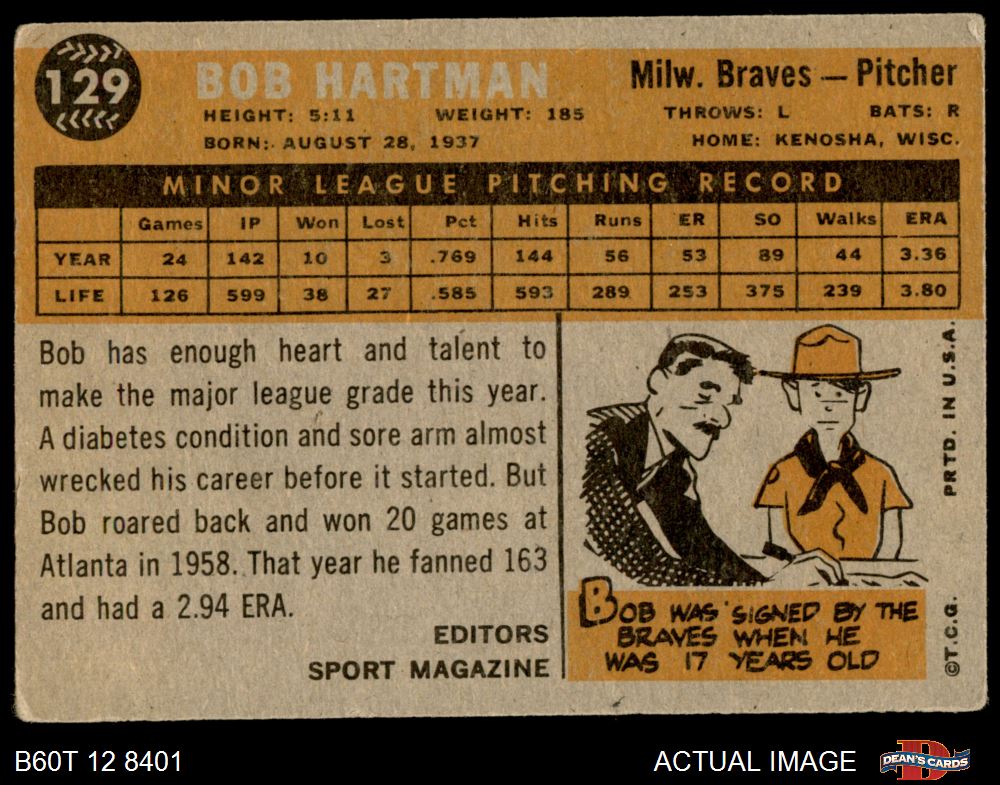 129
BOB HARTMAN
Milw. Braves — Pitcher
HEIGHT: 5:11 WEIGHT: 185 THROWS: L BATS: R
BORN: AUGUST 28, 1937 HOME: KENOSHA, WISC.
MINOR LEAGUE PITCHING RECORD
Games IP Won Lost Pct Hits Runs ER SO Walks ERA
YEAR 24 142 10 3 .769 144 56 53 89 44 3.36
LIFE 126 599 38 27 .585 593 289 253 375 239 3.80
Bob has enough heart and talent to
make the major league grade this year.
A diabetes condition and sore arm almost
wrecked his career before it started. But
Bob roared back and won 20 games at
Atlanta in 1958. That year he fanned 163
and had a 2.94 ERA.
EDITORS
SPORT MAGAZINE
BOB WAS SIGNED BY THE
BRAVES WHEN HE
WAS 17 YEARS OLD
©T.C.G. PRTD. IN U.S.A.
B60T 12 8401
ACTUAL IMAGE
D
DEAN'S CARDS